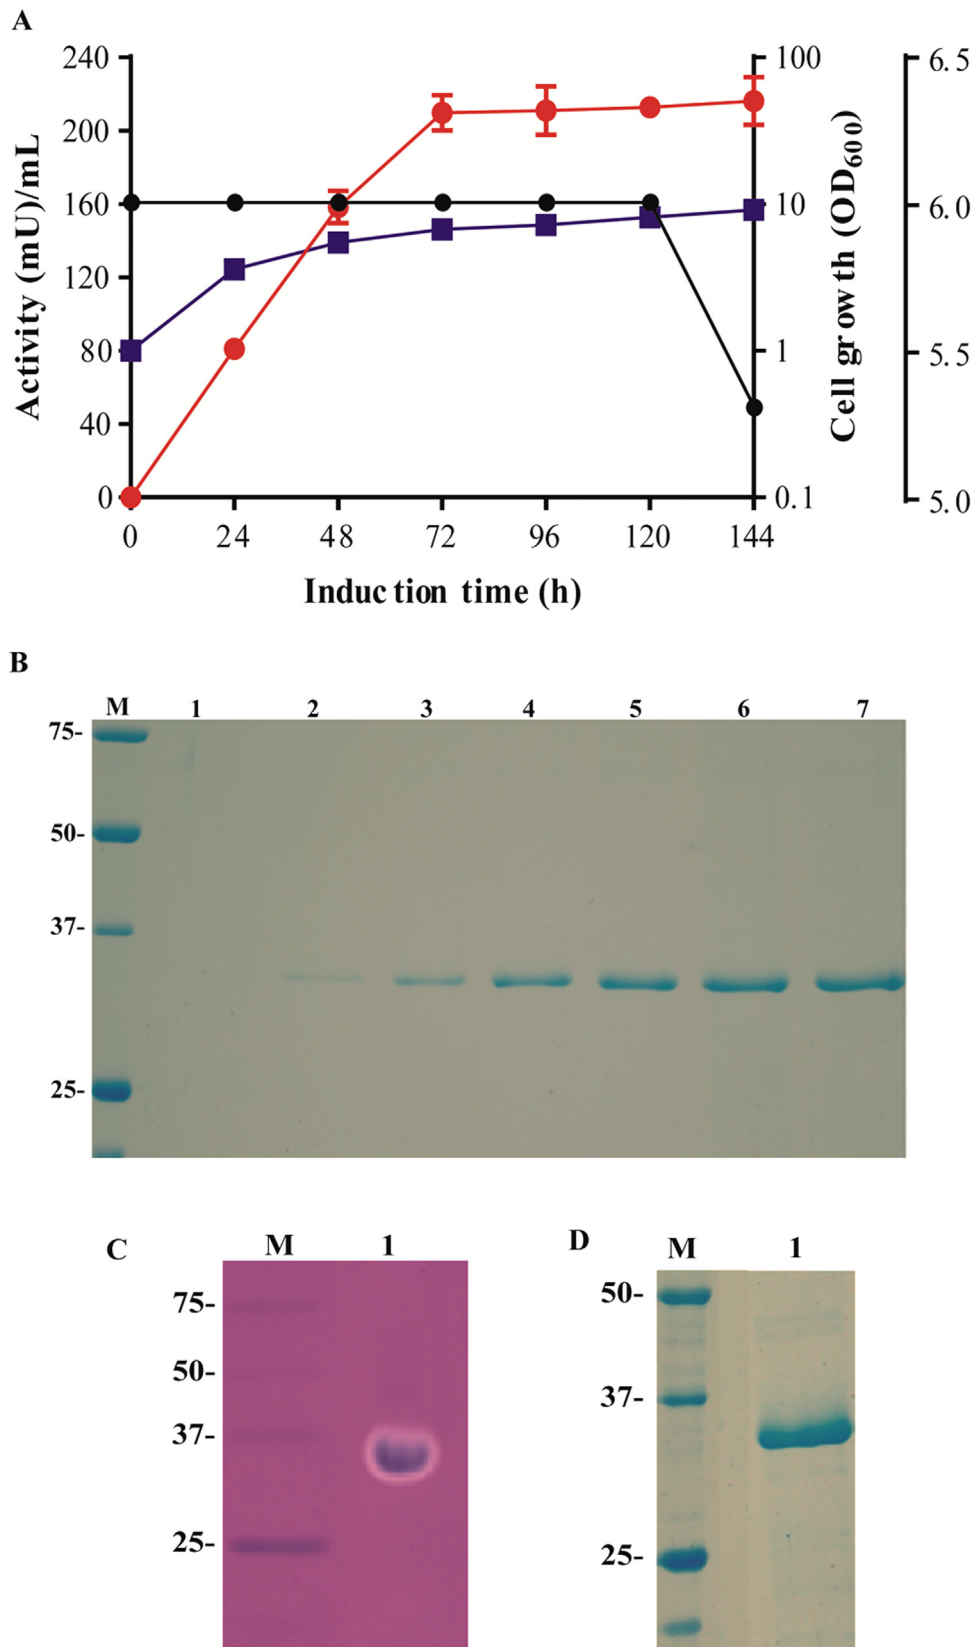 A
240
200
160
120
80
40
0
Activity (mU)/mL
100
10
1
0.1
Cell growth (OD600)
6.5
6.0
5.5
5.0
0 24 48 72 96 120 144
Induction time (h)
B
M 1 2 3 4 5 6 7
75-
50-
37-
25-
C
M 1
75-
50-
37-
25-
D
M 1
50-
37-
25-